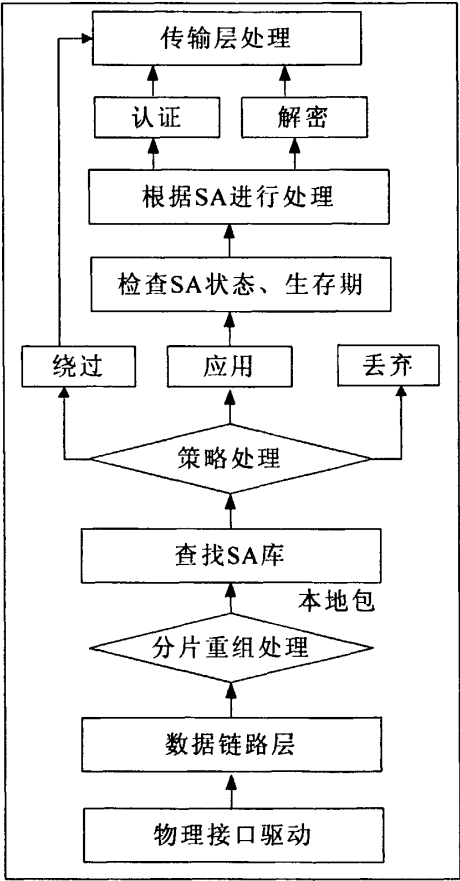 传输层处理
认证
解密
根据SA进行处理
检查SA状态、生存期
绕过
应用
丢弃
策略处理
查找SA库
本地包
分片重组处理
数据链路层
物理接口驱动